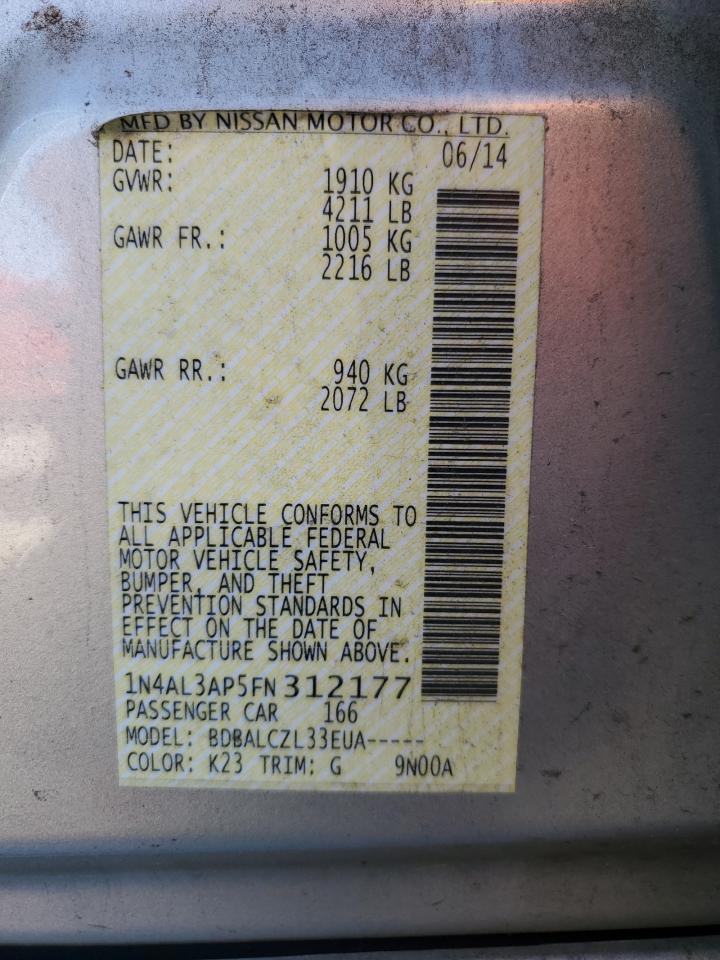 MFD BY NISSAN MOTOR CO., LTD.
DATE: 06/14
GVWR: 1910 KG
4211 LB
GAWR FR.: 1005 KG
2216 LB
GAWR RR.: 940 KG
2072 LB
THIS VEHICLE CONFORMS TO
ALL APPLICABLE FEDERAL
MOTOR VEHICLE SAFETY,
BUMPER, AND THEFT
PREVENTION STANDARDS IN
EFFECT ON THE DATE OF
MANUFACTURE SHOWN ABOVE.
1N4AL3AP5FN312177
PASSENGER CAR 166
MODEL: BDBALCZL33EUA-----
COLOR: K23 TRIM: G 9N00A